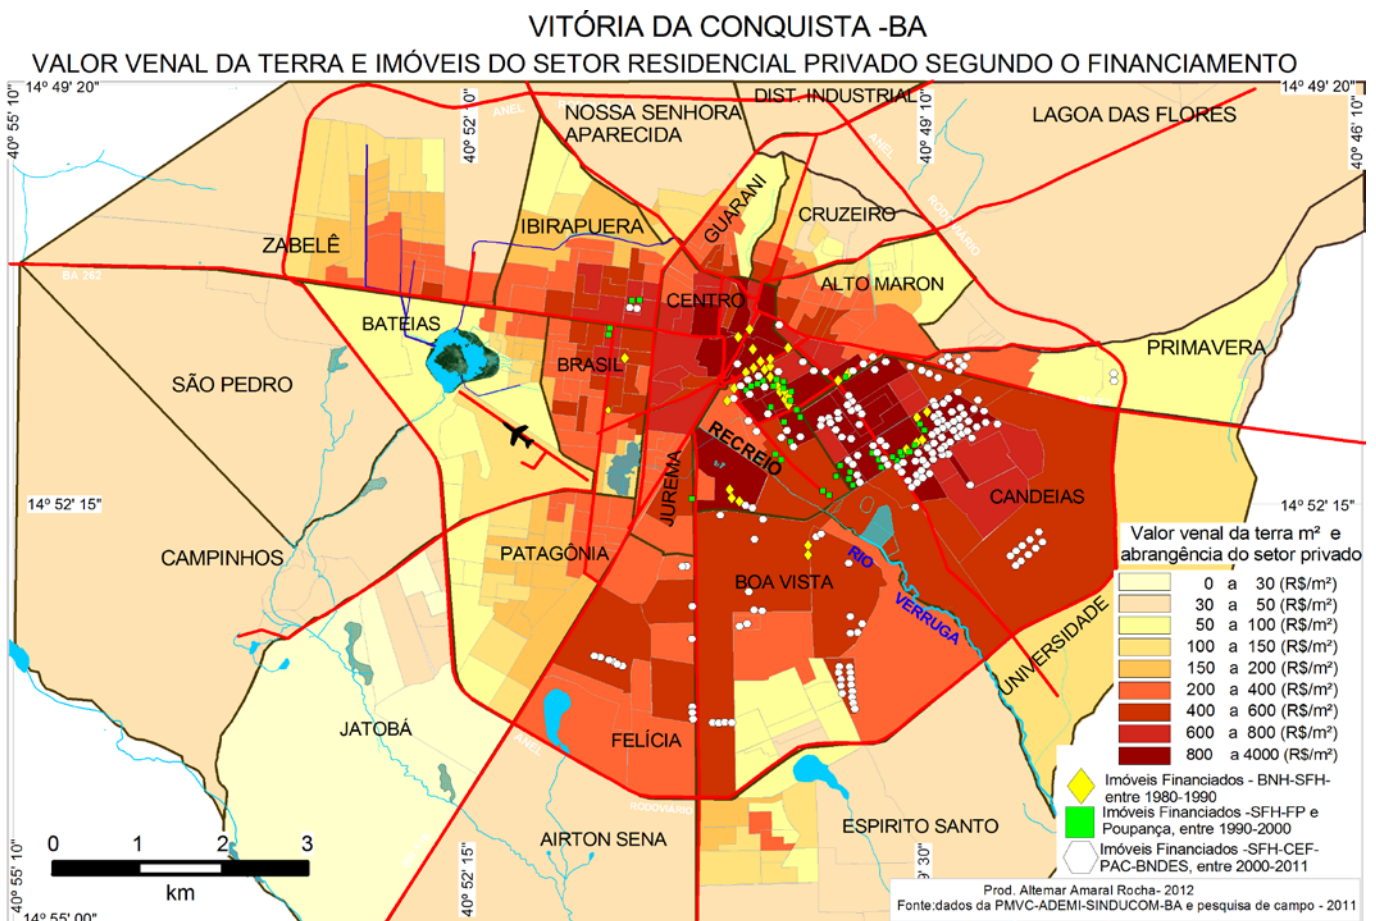 VITÓRIA DA CONQUISTA -BA
VALOR VENAL DA TERRA E IMÓVEIS DO SETOR RESIDENCIAL PRIVADO SEGUNDO O FINANCIAMENTO
14º 49' 20"
14º 49' 20"
40º 55' 10"
40º 52' 10"
40º 49' 10"
40º 46' 10"
DIST. INDUSTRIAL
ANEL
NOSSA SENHORA
APARECIDA
LAGOA DAS FLORES
ANEL
RODOVIÁRIO
GUARANI
CRUZEIRO
IBIRAPUERA
ZABELÊ
BA 262
ALTO MARON
CENTRO
BATEIAS
PRIMAVERA
BRASIL
SÃO PEDRO
RECREIO
JUREMA
CANDEIAS
14º 52' 15"
14º 52' 15"
CAMPINHOS
PATAGÔNIA
BOA VISTA
RIO
VERRUGA
UNIVERSIDADE
JATOBÁ
FELÍCIA
ANEL
RODOVIÁRIO
AIRTON SENA
ESPIRITO SANTO
Valor venal da terra m² e
abrangência do setor privado
0 a 30 (R$/m²)
30 a 50 (R$/m²)
50 a 100 (R$/m²)
100 a 150 (R$/m²)
150 a 200 (R$/m²)
200 a 400 (R$/m²)
400 a 600 (R$/m²)
600 a 800 (R$/m²)
800 a 4000 (R$/m²)
Imóveis Financiados - BNH-SFH-
entre 1980-1990
Imóveis Financiados -SFH-FP e
Poupança, entre 1990-2000
Imóveis Financiados -SFH-CEF-
PAC-BNDES, entre 2000-2011
0 1 2 3
km
40º 55' 10"
40º 52' 15"
9' 30"
14º 55' 00"
Prod. Altemar Amaral Rocha- 2012
Fonte:dados da PMVC-ADEMI-SINDUCOM-BA e pesquisa de campo - 2011